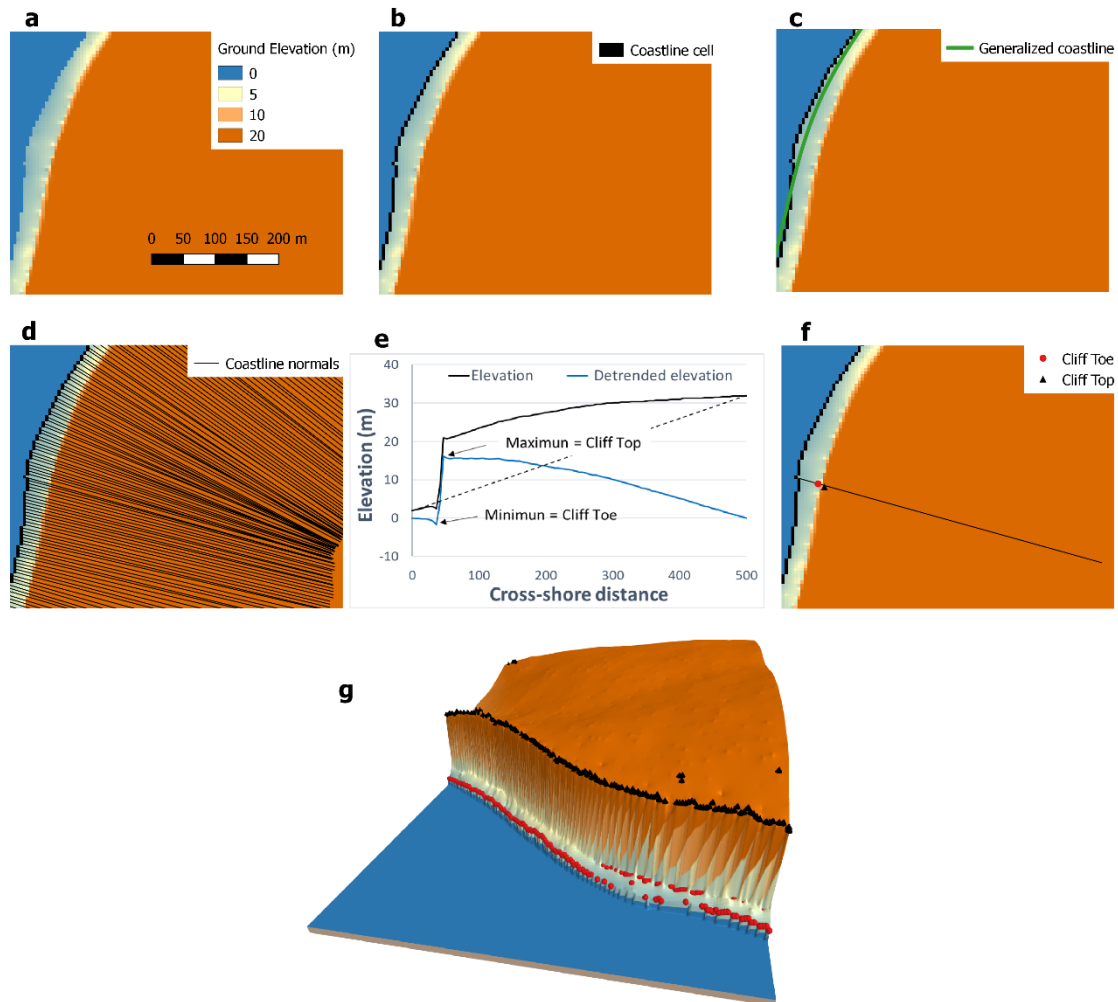 a
Ground Elevation (m)
0
5
10
20
0 50 100 150 200 m
b
Coastline cell
c
Generalized coastline
d
Coastline normals
e
Elevation Detrended elevation
40
30
20
10
0
-10
Elevation (m)
Maximun = Cliff Top
Minimun = Cliff Toe
0 100 200 300 400 500
Cross-shore distance
f
Cliff Toe
Cliff Top
g